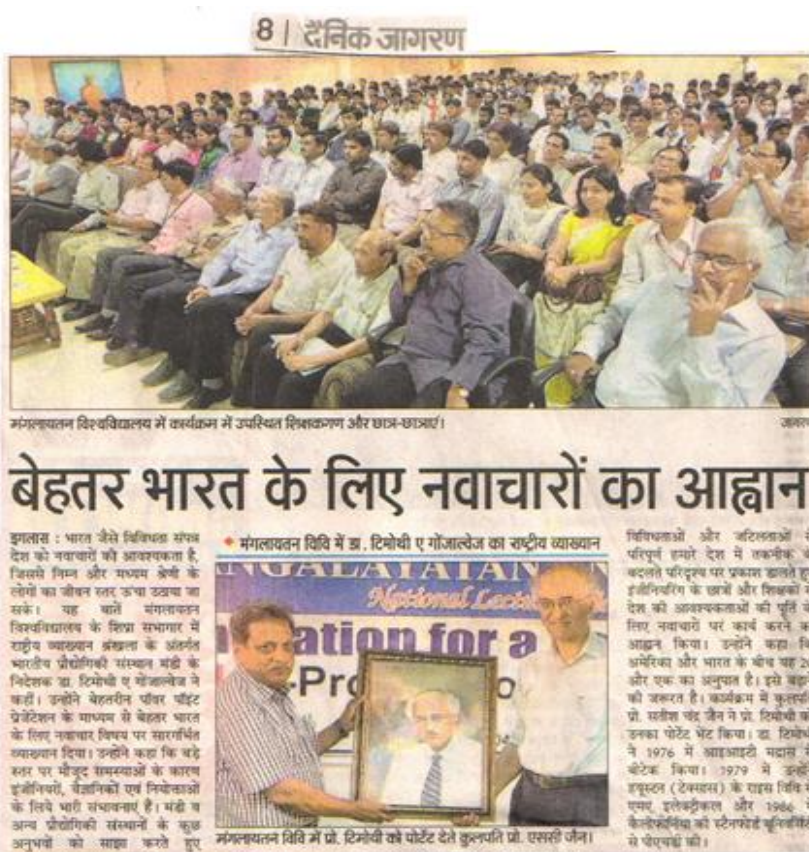 8 | दैनिक जागरण
मंगलायतन विश्वविद्यालय में कार्यक्रम में उपस्थित शिक्षकगण और छात्र-छात्राएं।
बेहतर भारत के लिए नवाचारों का आह्वान
इगलास : भारत जैसे विविधता संपन्न
देश को नवाचारों की आवश्यकता है,
जिससे निम्न और मध्यम श्रेणी के
लोगों का जीवन स्तर ऊंचा उठाया जा
सके। यह बातें मंगलायतन
विश्वविद्यालय के शिप्रा सभागार में
राष्ट्रीय व्याख्यान श्रृंखला के अंतर्गत
भारतीय प्रौद्योगिकी संस्थान मंडी के
निदेशक डा. टिमोथी ए गोंजाल्वेज ने
कहीं। उन्होंने बेहतरीन पॉवर पॉइंट
प्रेजेंटेशन के माध्यम से बेहतर भारत
के लिए नवाचार विषय पर सारगर्भित
व्याख्यान दिया। उन्होंने कहा कि बड़े
स्तर पर मौजूद समस्याओं के कारण
इंजीनियरों, वैज्ञानिकों एवं नियोक्ताओं
के लिये भारी संभावनाएं हैं। मंडी व
अन्य प्रौद्योगिकी संस्थानों के कुछ
अनुभवों को साझा करते हुए
मंगलायतन विवि में डा. टिमोथी ए गोंजाल्वेज का राष्ट्रीय व्याख्यान
NGALAYATAN
National Lect
ation for a
-Pro
मंगलायतन विवि में प्रो. टिमोथी को पोर्टेट देते कुलपति प्रो. एससी जैन।
विविधताओं और जटिलताओं
परिपूर्ण हमारे देश में तकनीक
बदलते परिदृश्य पर प्रकाश डालते
इंजीनियरिंग के छात्रों और शिक्षकों
देश की आवश्यकताओं की पूर्ति
लिए नवाचारों पर कार्य करने
आह्वान किया। उन्होंने कहा
अमेरिका और भारत के बीच यह
और एक का अनुपात है। इसे
की जरूरत है। कार्यक्रम में
प्रो. सतीश चंद्र जैन ने प्रो. टिमोथी
उनका पोर्टेट भेंट किया। डा.
ने 1976 में आइआइटी मद्रास
बीटेक किया। 1979 में
ह्यूस्टन (टेक्सास) के राइस विवि
एमए इलेक्ट्रीकल और 1986
कैलीफोर्निया की स्टैनफोर्ड
से पीएचडी की।